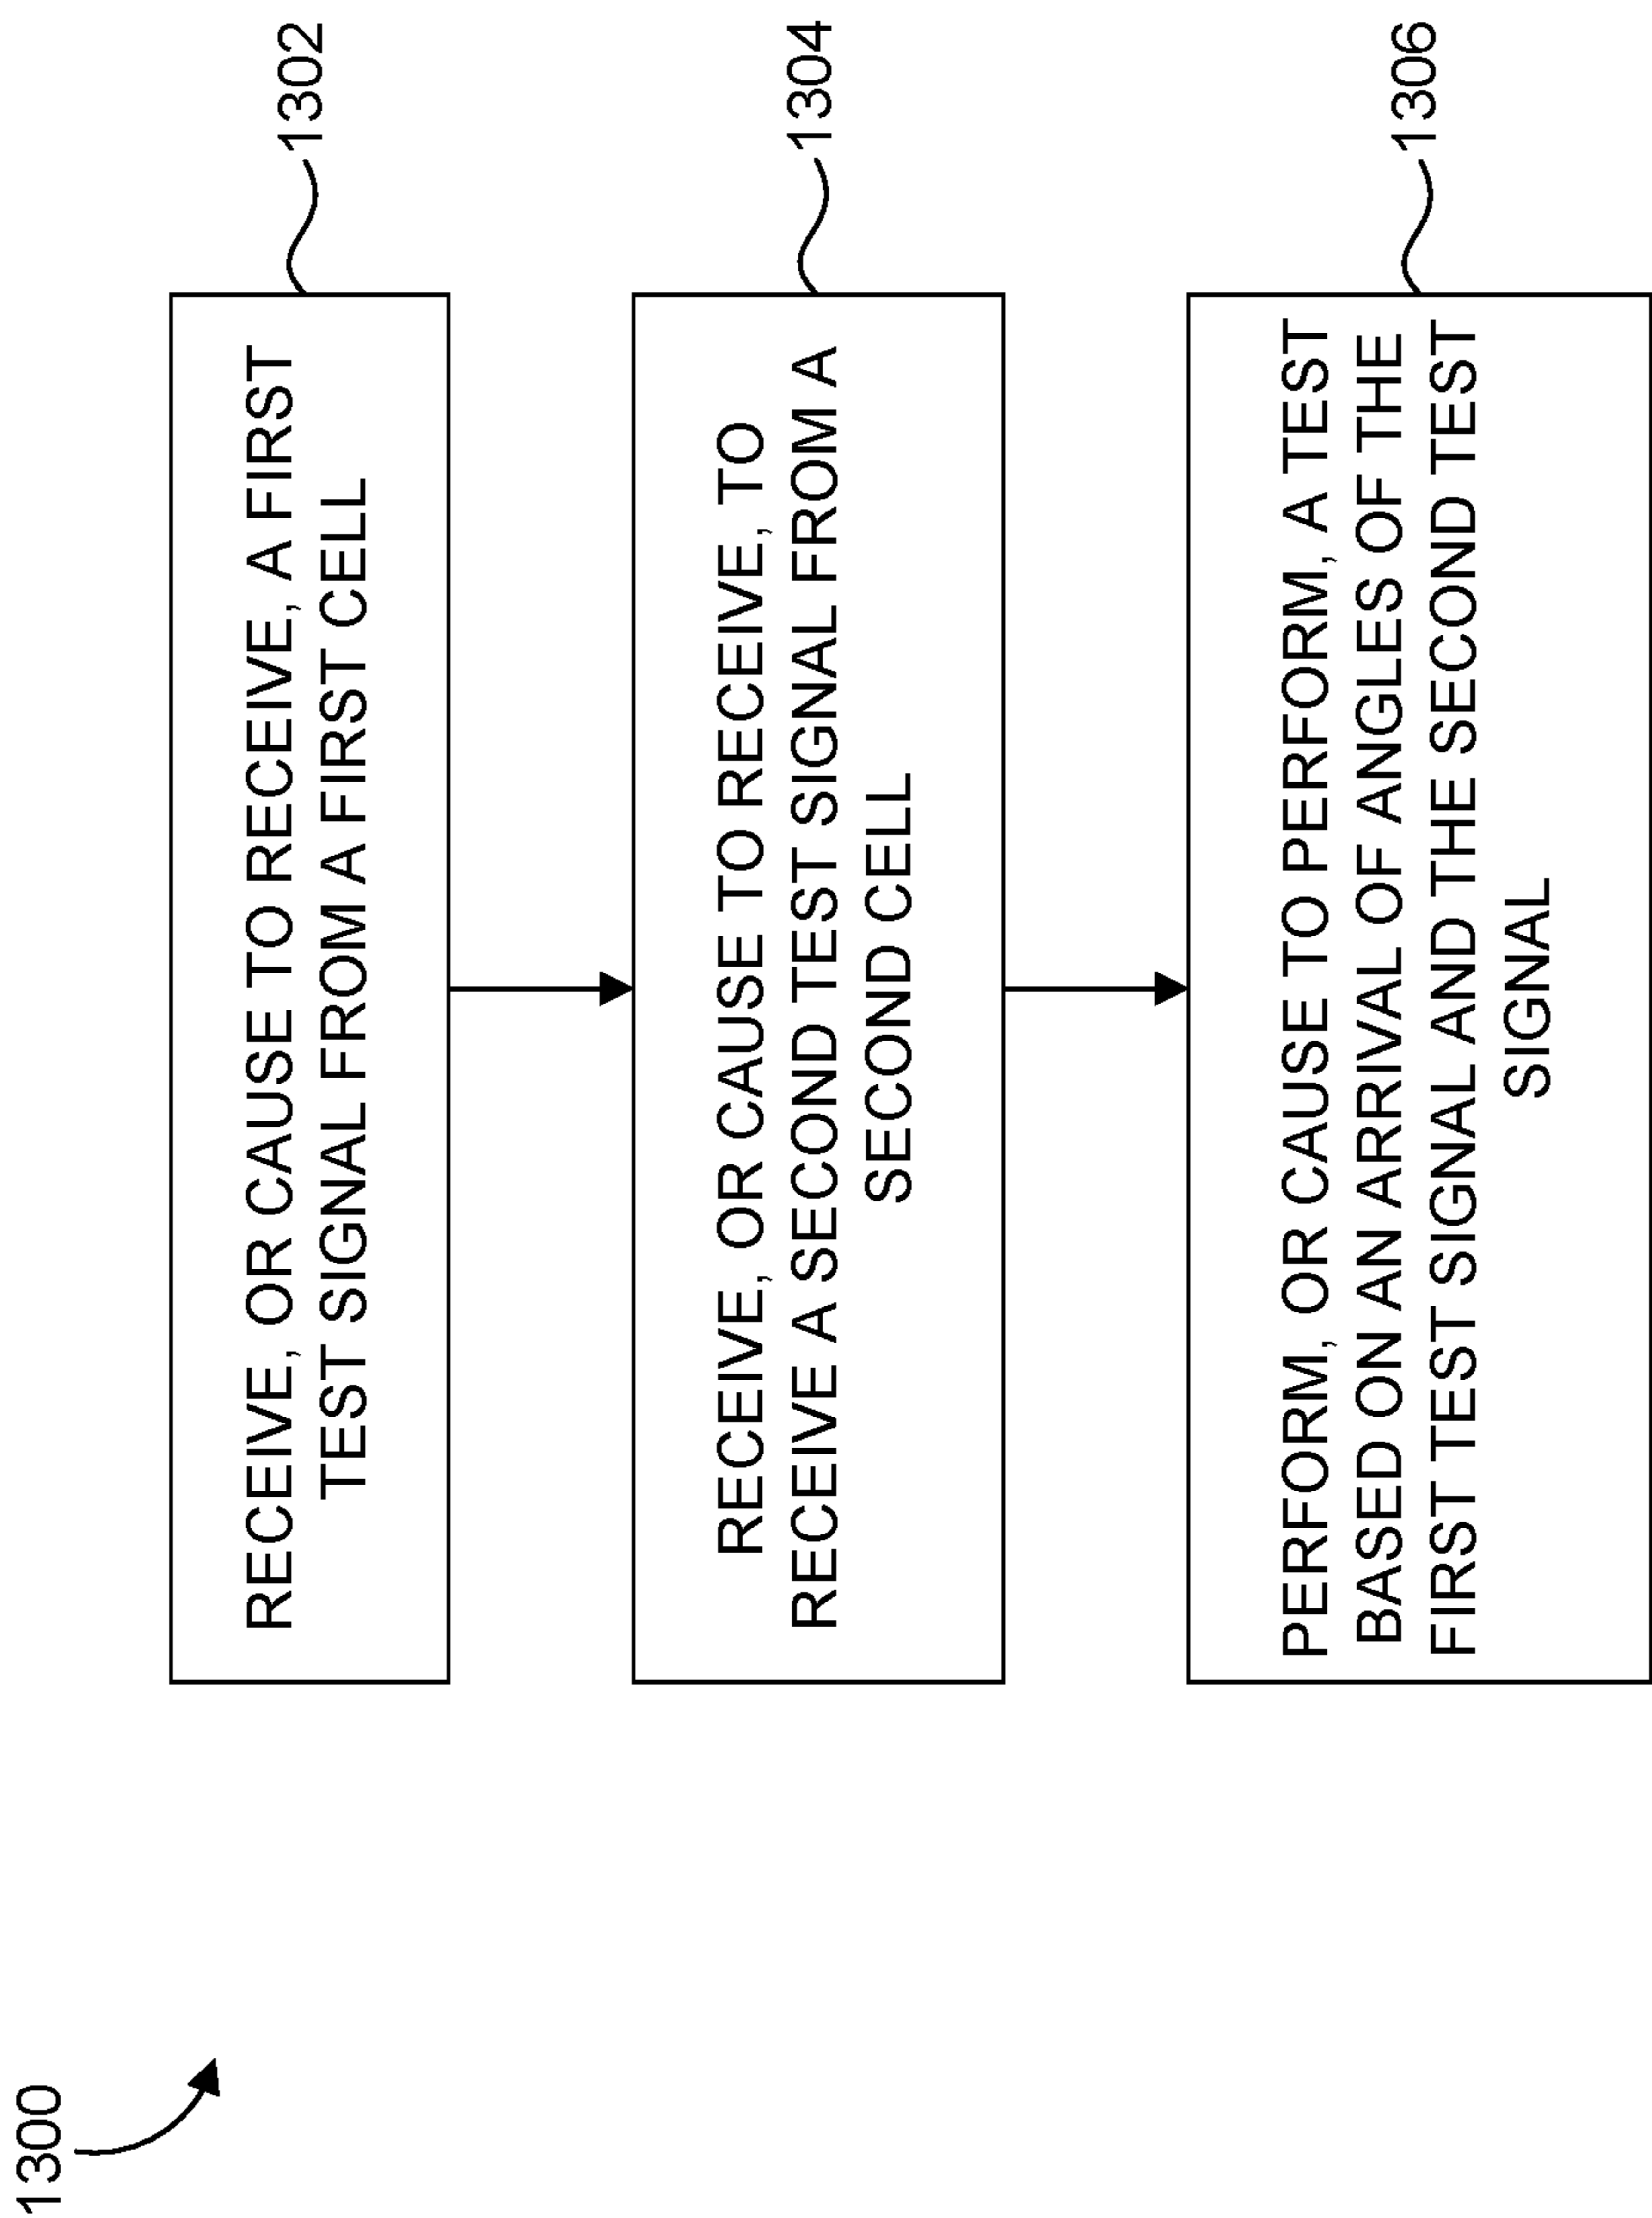 1300
RECEIVE, OR CAUSE TO RECEIVE, A FIRST
TEST SIGNAL FROM A FIRST CELL
1302
RECEIVE, OR CAUSE TO RECEIVE, TO
RECEIVE A SECOND TEST SIGNAL FROM A
SECOND CELL
1304
PERFORM, OR CAUSE TO PERFORM, A TEST
BASED ON AN ARRIVAL OF ANGLES OF THE
FIRST TEST SIGNAL AND THE SECOND TEST
SIGNAL
1306